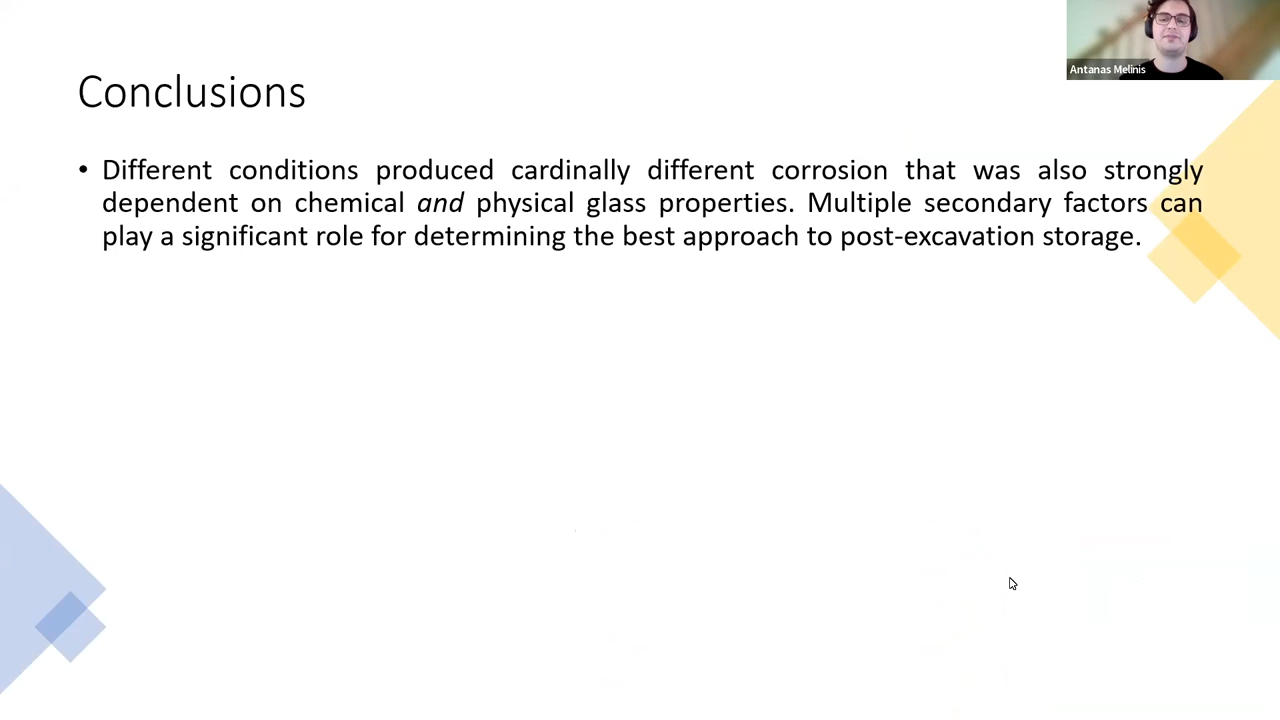 Antanas Melinis
Conclusions
• Different conditions produced cardinally different corrosion that was also strongly
dependent on chemical and physical glass properties. Multiple secondary factors can
play a significant role for determining the best approach to post-excavation storage.